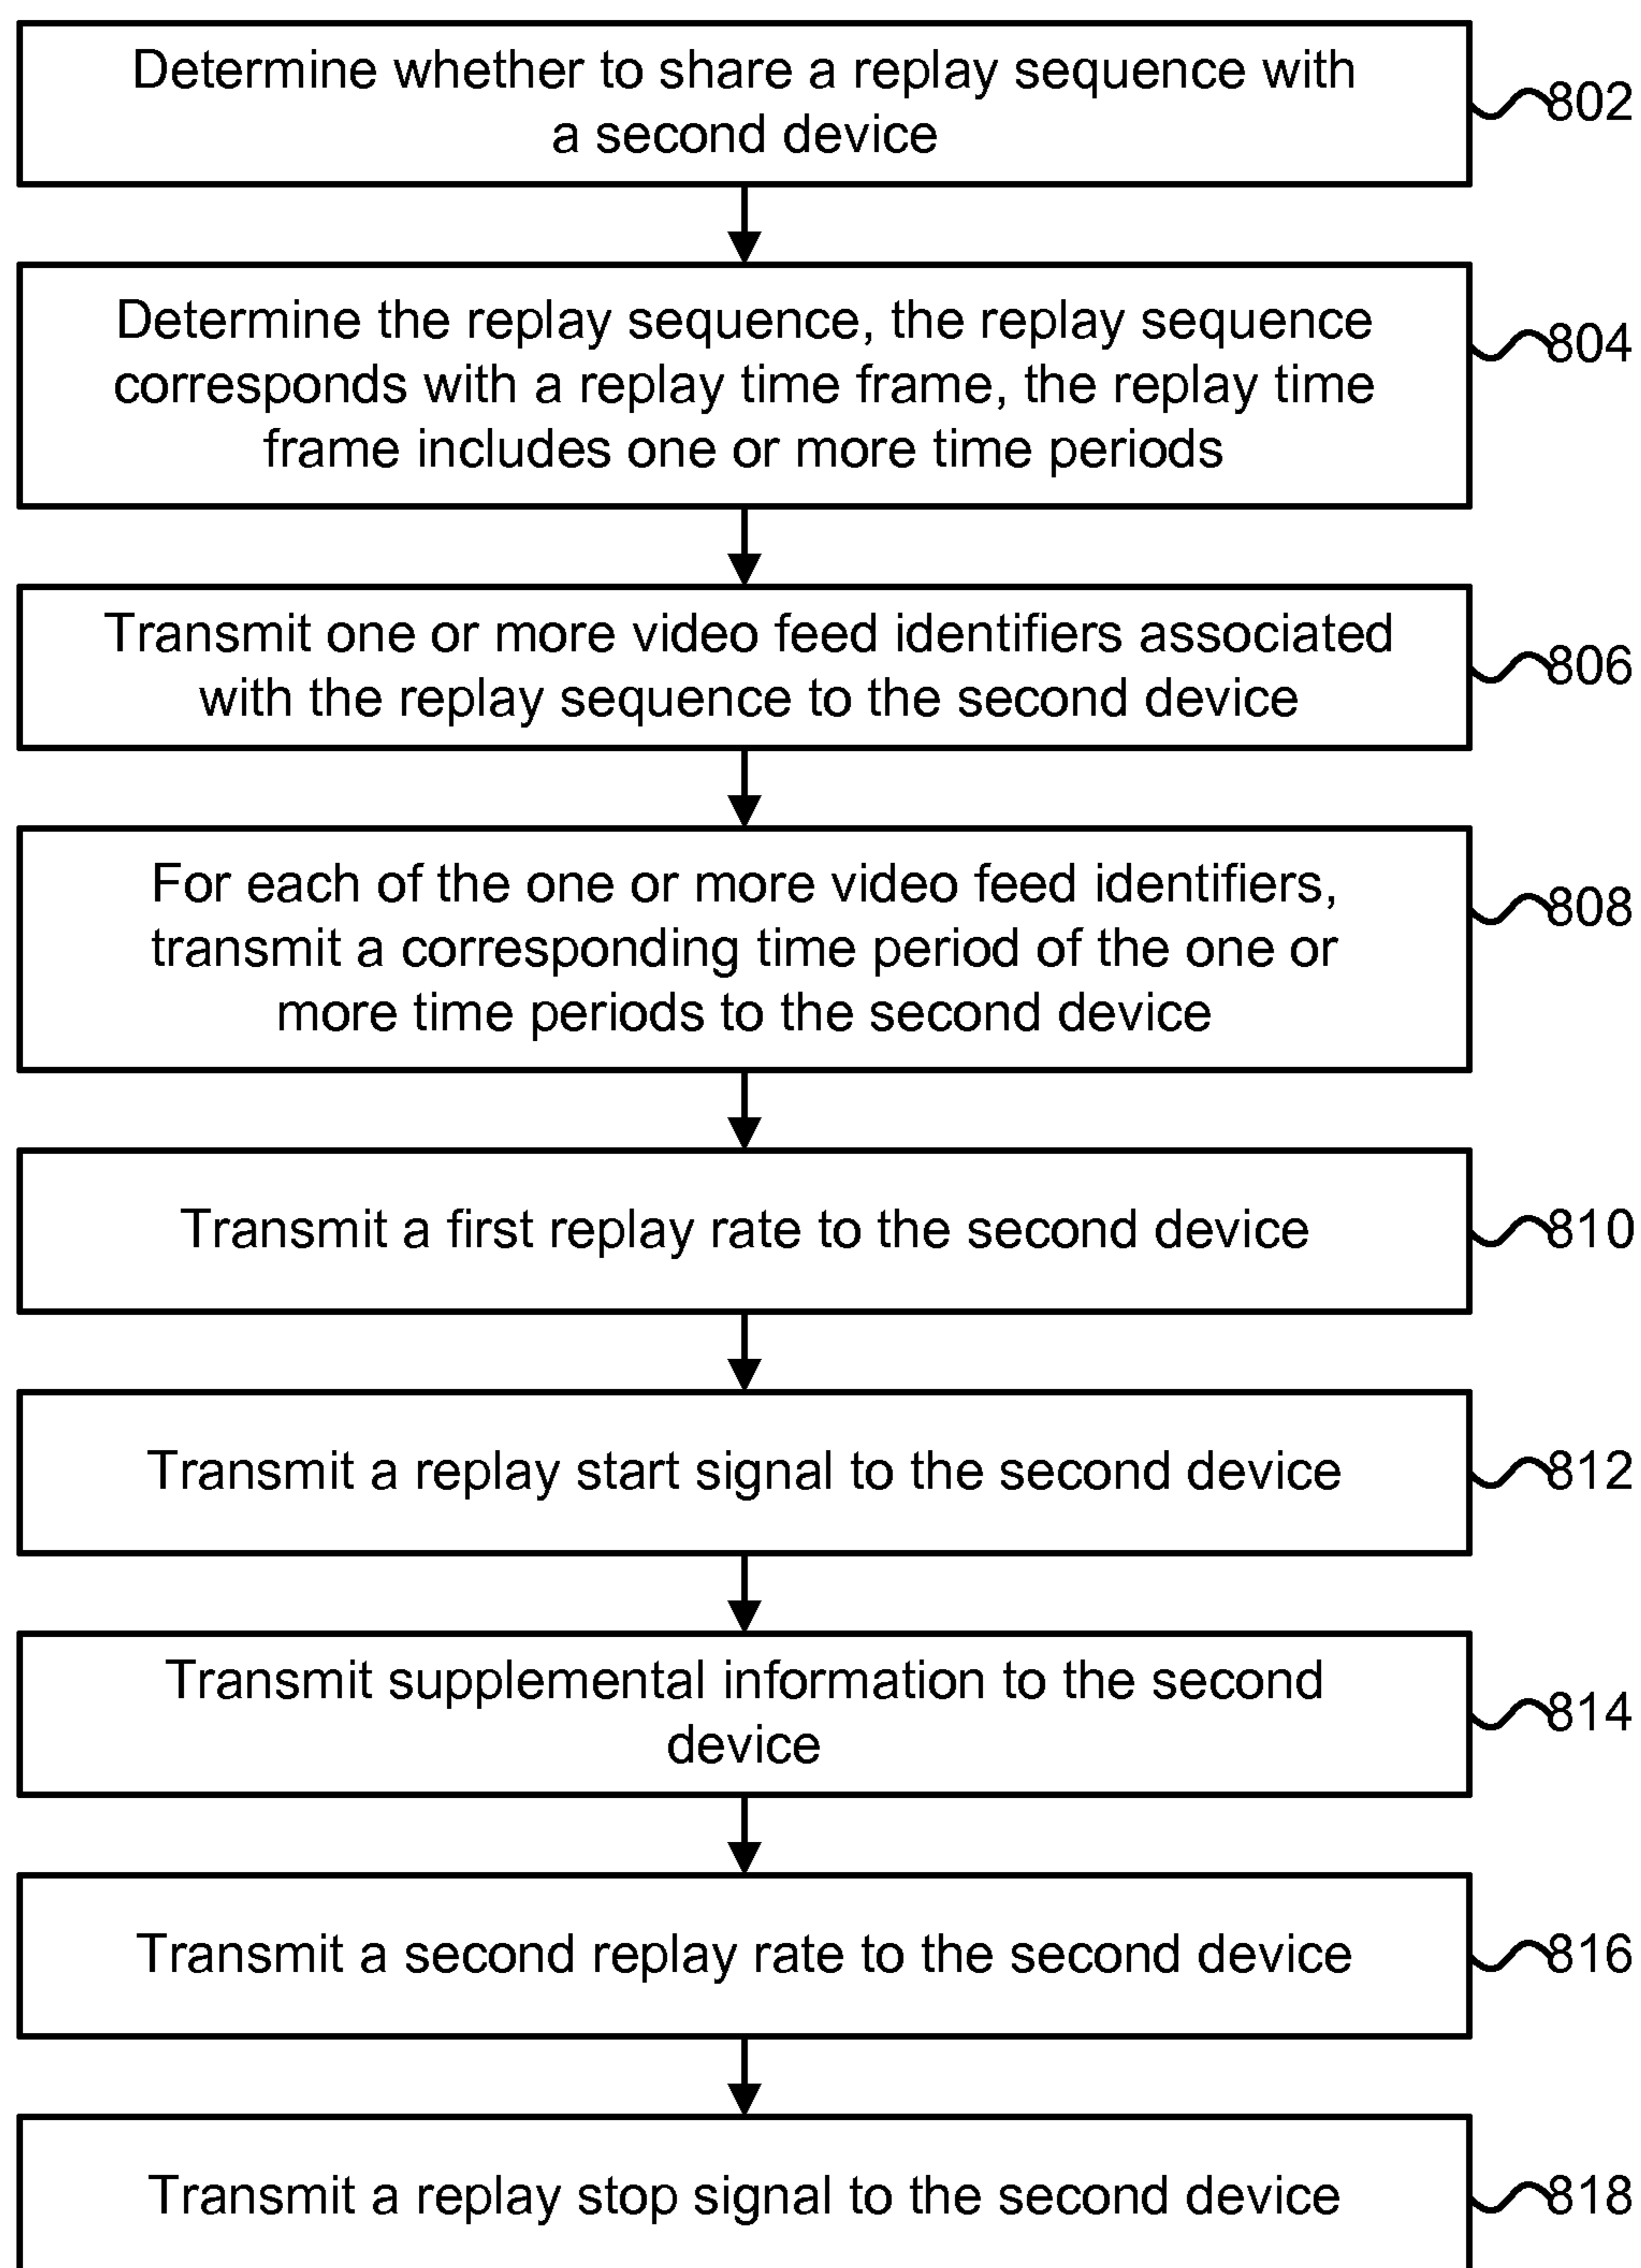 Determine whether to share a replay sequence with
a second device
802
Determine the replay sequence, the replay sequence
corresponds with a replay time frame, the replay time
frame includes one or more time periods
804
Transmit one or more video feed identifiers associated
with the replay sequence to the second device
806
For each of the one or more video feed identifiers,
transmit a corresponding time period of the one or
more time periods to the second device
808
Transmit a first replay rate to the second device
810
Transmit a replay start signal to the second device
812
Transmit supplemental information to the second
device
814
Transmit a second replay rate to the second device
816
Transmit a replay stop signal to the second device
818